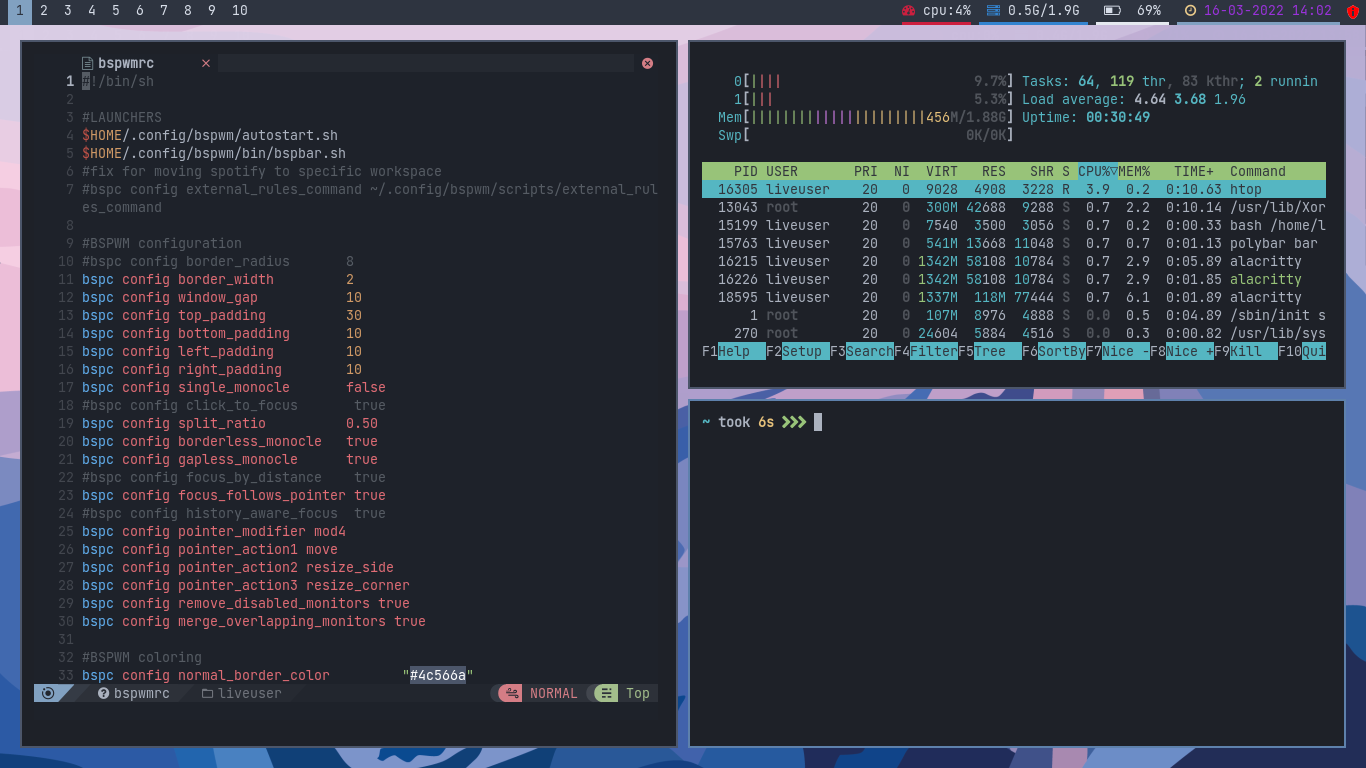 1 2 3 4 5 6 7 8 9 10 cpu:4% 0.5G/1.9G 69% 16-03-2022 14:02
bspwmrc
1 #!/bin/sh
2
3 #LAUNCHERS
4 $HOME/.config/bspwm/autostart.sh
5 $HOME/.config/bspwm/bin/bspbar.sh
6 #fix for moving spotify to specific workspace
7 #bspc config external_rules_command ~/.config/bspwm/scripts/external_rul
es_command
8
9 #BSPWM configuration
10 #bspc config border_radius 8
11 bspc config border_width 2
12 bspc config window_gap 10
13 bspc config top_padding 30
14 bspc config bottom_padding 10
15 bspc config left_padding 10
16 bspc config right_padding 10
17 bspc config single_monocle false
18 #bspc config click_to_focus true
19 bspc config split_ratio 0.50
20 bspc config borderless_monocle true
21 bspc config gapless_monocle true
22 #bspc config focus_by_distance true
23 bspc config focus_follows_pointer true
24 #bspc config history_aware_focus true
25 bspc config pointer_modifier mod4
26 bspc config pointer_action1 move
27 bspc config pointer_action2 resize_side
28 bspc config pointer_action3 resize_corner
29 bspc config remove_disabled_monitors true
30 bspc config merge_overlapping_monitors true
31
32 #BSPWM coloring
33 bspc config normal_border_color "#4c566a"
bspwmrc liveuser NORMAL Top
0[|||| 9.7%] Tasks: 64, 119 thr, 83 kthr; 2 runnin
1[||| 5.3%] Load average: 4.64 3.68 1.96
Mem[||||||||||||||||||||||456M/1.88G] Uptime: 00:30:49
Swp[ 0K/0K]
PID USER PRI NI VIRT RES SHR S CPU%▽MEM% TIME+ Command
16305 liveuser 20 0 9028 4908 3228 R 3.9 0.2 0:10.63 htop
13043 root 20 0 300M 42688 9288 S 0.7 2.2 0:10.14 /usr/lib/Xor
15199 liveuser 20 0 7540 3500 3056 S 0.7 0.2 0:00.33 bash /home/l
15763 liveuser 20 0 541M 13668 11048 S 0.7 0.7 0:01.13 polybar bar
16215 liveuser 20 0 1342M 58108 10784 S 0.7 2.9 0:05.89 alacritty
16226 liveuser 20 0 1342M 58108 10784 S 0.7 2.9 0:01.85 alacritty
18595 liveuser 20 0 1337M 118M 77444 S 0.7 6.1 0:01.89 alacritty
1 root 20 0 107M 8976 4888 S 0.0 0.5 0:04.89 /sbin/init s
270 root 20 0 24604 5884 4516 S 0.0 0.3 0:00.82 /usr/lib/sys
F1Help F2Setup F3SearchF4FilterF5Tree F6SortByF7Nice -F8Nice +F9Kill F10Qui
~ took 6s ❯❯❯